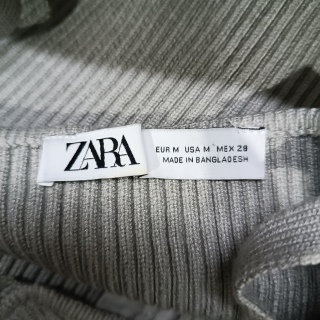 ZARA
EUR M USA M MEX 28
MADE IN BANGLADESH